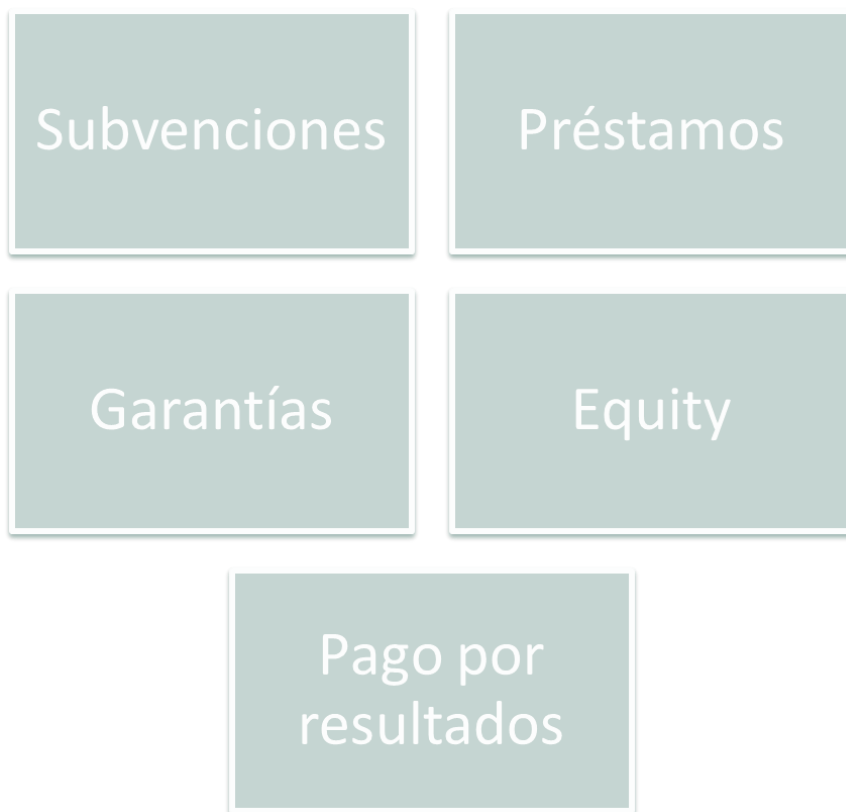 Subvenciones
Préstamos
Garantías
Equity
Pago por
resultados